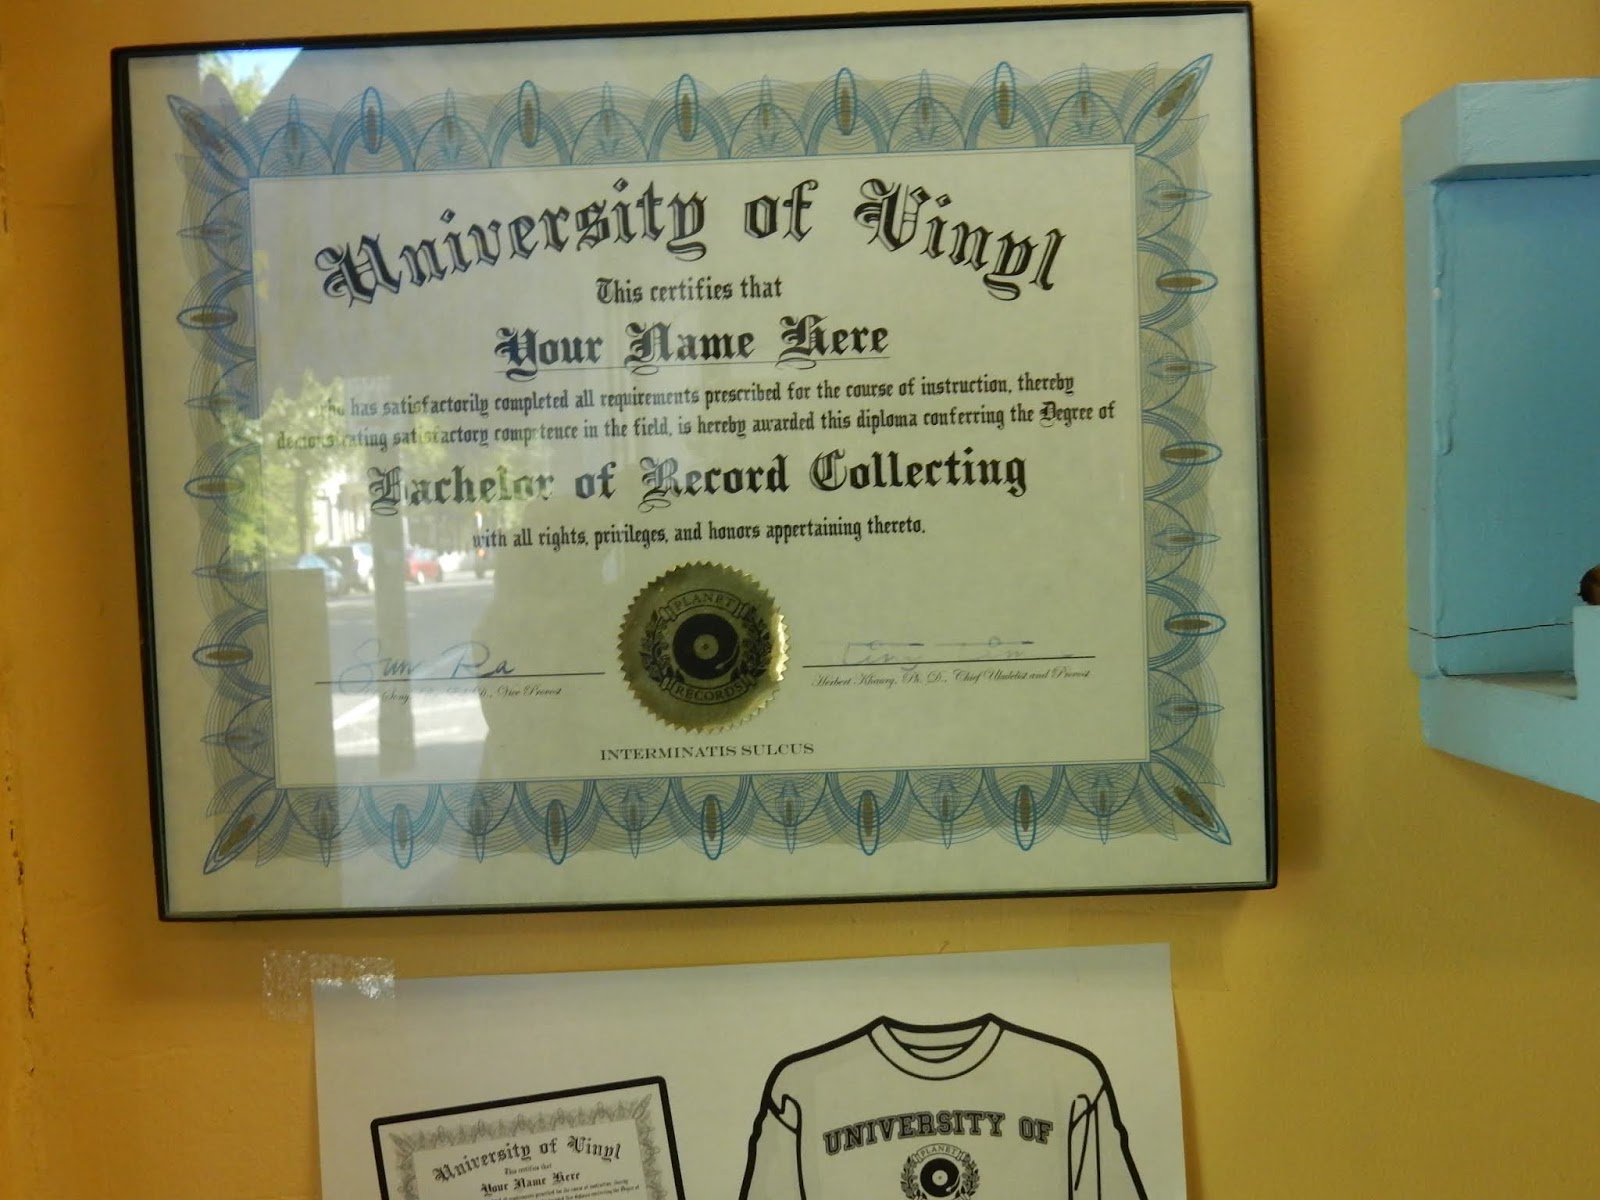 University of Vinyl
This certifies that
Your Name Here
who has satisfactorily completed all requirements prescribed for the course of instruction, thereby
demonstrating satisfactory competence in the field, is hereby awarded this diploma conferring the Degree of
Bachelor of Record Collecting
with all rights, privileges, and honors appertaining thereto.
PLANET
RECORDS
Sun Ra
Vice Provost
Herbert Khaury, Ph. D., Chief Ukulelist and Provost
INTERMINATIS SULCUS
University of Vinyl
This certifies that
Your Name Here
UNIVERSITY OF
PLANET